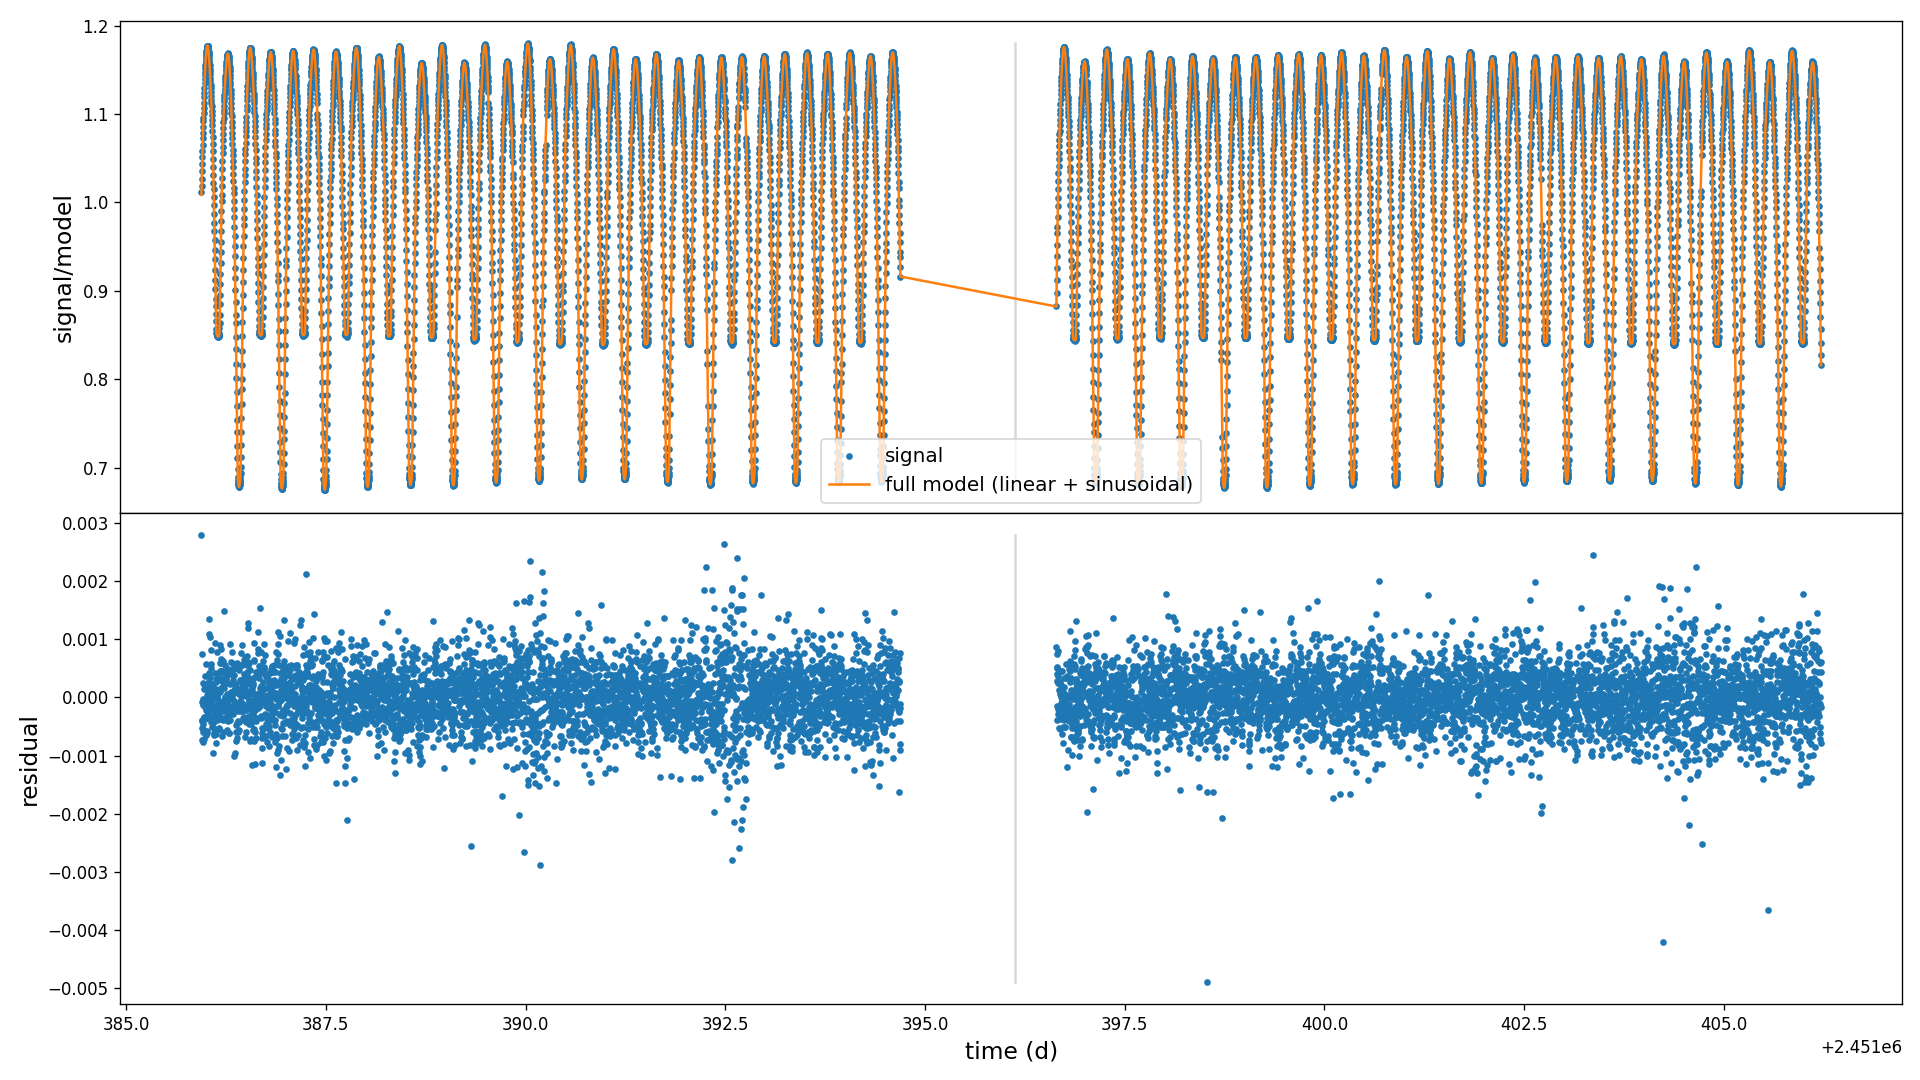 1.2
1.1
1.0
0.9
0.8
0.7
signal/model
signal
full model (linear + sinusoidal)
0.003
0.002
0.001
0.000
−0.001
−0.002
−0.003
−0.004
−0.005
residual
385.0 387.5 390.0 392.5 395.0 397.5 400.0 402.5 405.0
time (d)
+2.451e6